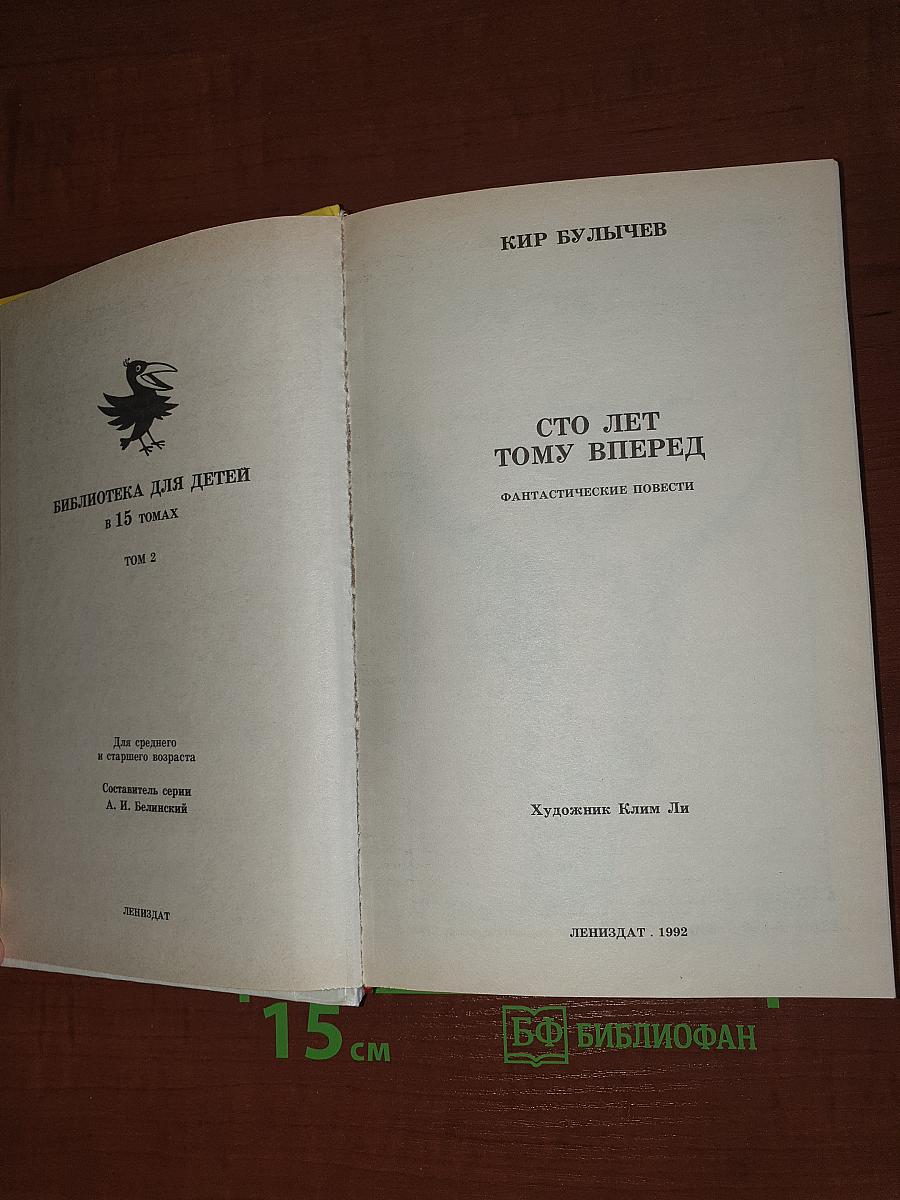 БИБЛИОТЕКА ДЛЯ ДЕТЕЙ
в 15 томах
ТОМ 2
Для среднего
и старшего возраста
Составитель серии
А. И. Белинский
ЛЕНИЗДАТ
КИР БУЛЫЧЕВ
СТО ЛЕТ
ТОМУ ВПЕРЕД
ФАНТАСТИЧЕСКИЕ ПОВЕСТИ
Художник Клим Ли
ЛЕНИЗДАТ . 1992
15 см
БФ БИБЛИОФАН